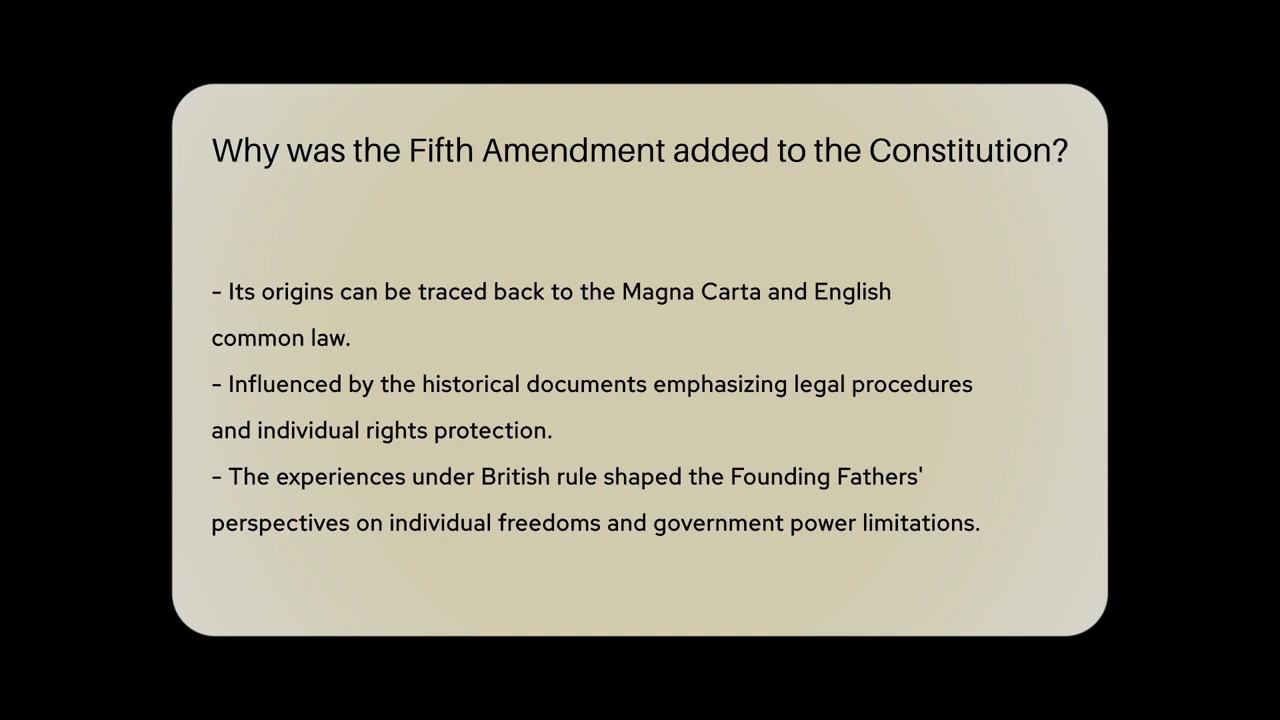 Why was the Fifth Amendment added to the Constitution?
- Its origins can be traced back to the Magna Carta and English
common law.
- Influenced by the historical documents emphasizing legal procedures
and individual rights protection.
- The experiences under British rule shaped the Founding Fathers'
perspectives on individual freedoms and government power limitations.